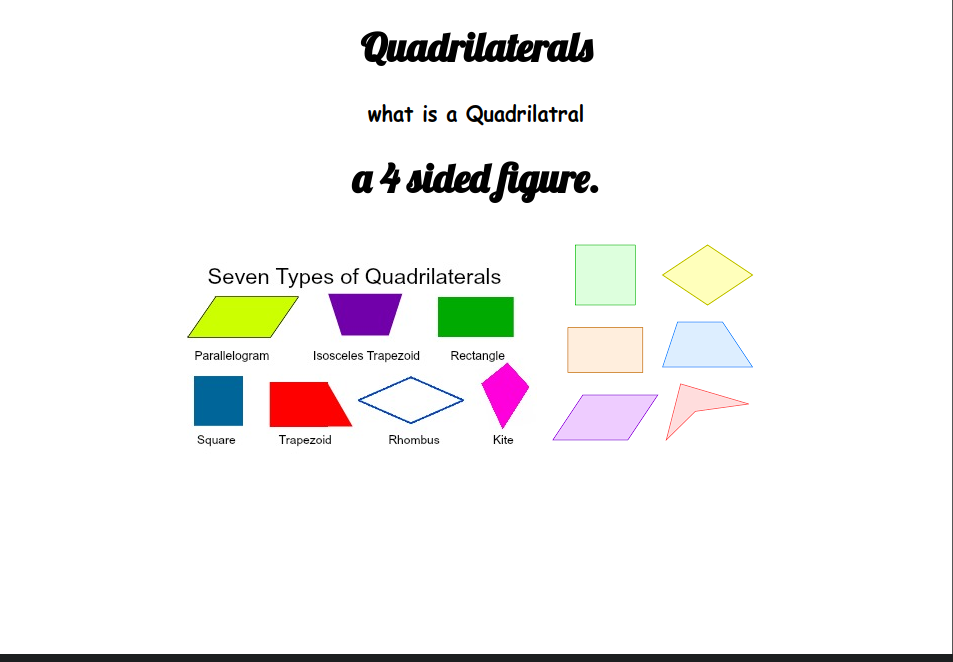 Quadrilaterals
what is a Quadrilatral
a 4 sided figure.
Seven Types of Quadrilaterals
Parallelogram
Isosceles Trapezoid
Rectangle
Square
Trapezoid
Rhombus
Kite